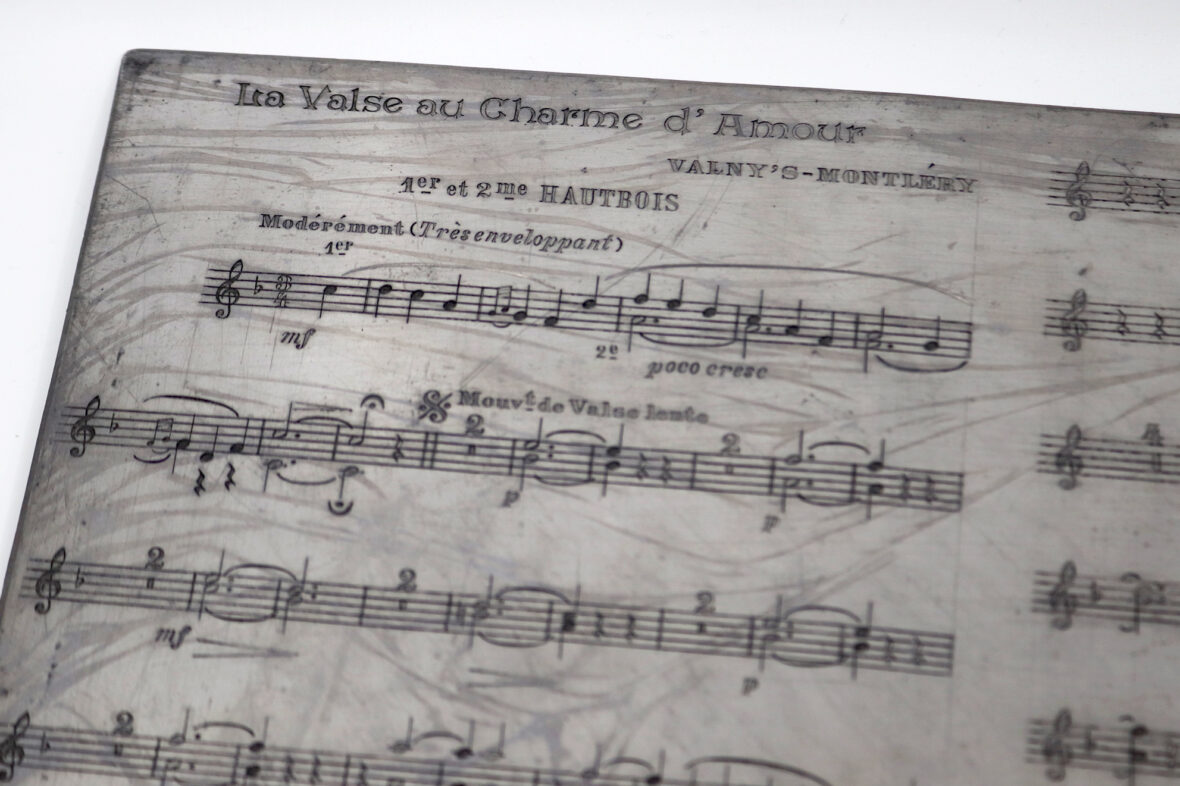 La Valse au Charme d'Amour
VALNY'S-MONTLÉRY
1er et 2me HAUTBOIS
Modérément (Très enveloppant)
1er
mf
2e
poco cresc
Mouvt de Valse lente
2
2
p
p
4
2
2
2
mf
p
2